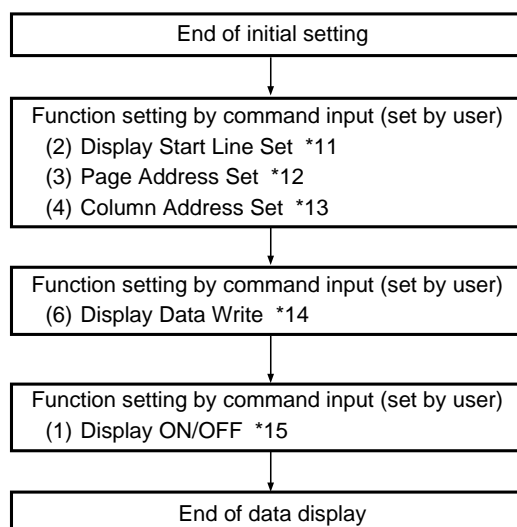 End of initial setting
Function setting by command input (set by user)
(2) Display Start Line Set *11
(3) Page Address Set *12
(4) Column Address Set *13
Function setting by command input (set by user)
(6) Display Data Write *14
Function setting by command input (set by user)
(1) Display ON/OFF *15
End of data display